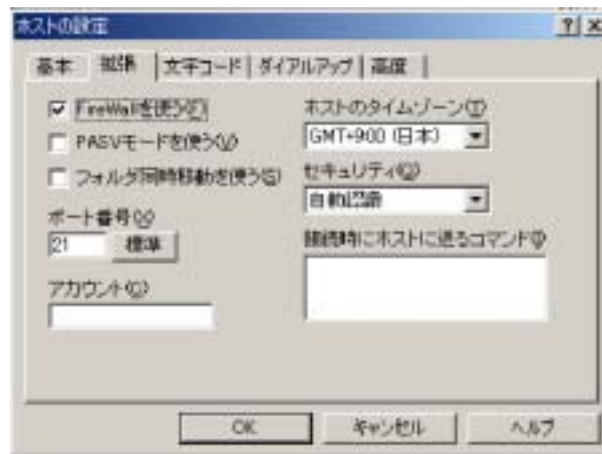 ホストの設定
基本 拡張 文字コード ダイアルアップ 高度
FireWallを使う(F)
PASVモードを使う(V)
フォルダ同時移動を使う(S)
ポート番号(X)
21 標準
アカウント(C)
ホストのタイムゾーン(T)
GMT+900 (日本)
セキュリティ(Q)
自動認識
接続時にホストに送るコマンド(I)
OK キャンセル ヘルプ